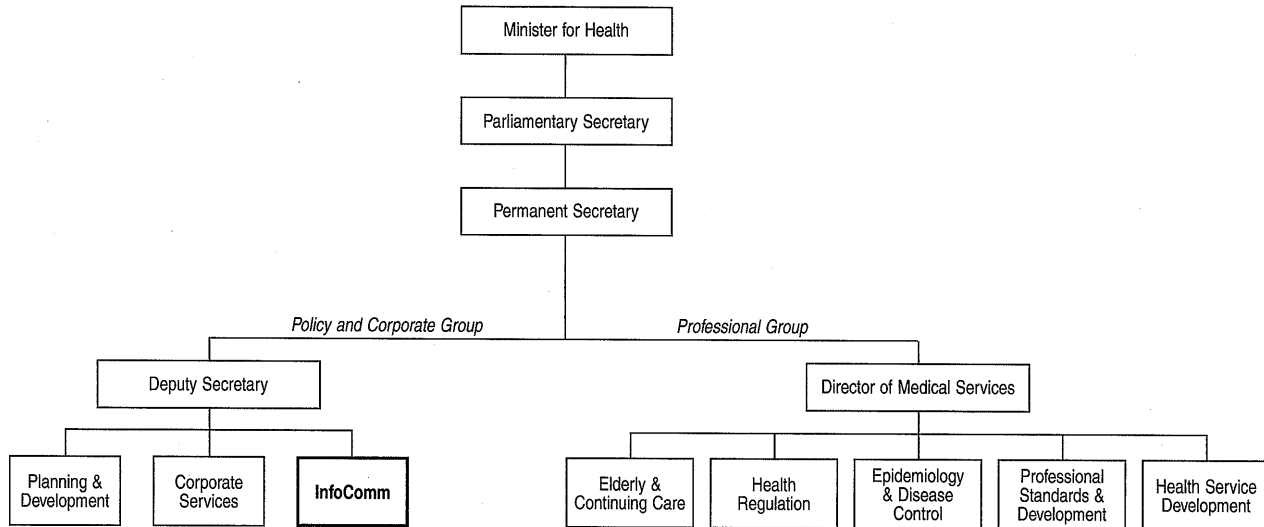 Minister for Health
Parliamentary Secretary
Permanent Secretary
Policy and Corporate Group
Professional Group
Deputy Secretary
Director of Medical Services
Planning &
Development
Corporate
Services
InfoComm
Elderly &
Continuing Care
Health
Regulation
Epidemiology
& Disease
Control
Professional
Standards &
Development
Health Service
Development